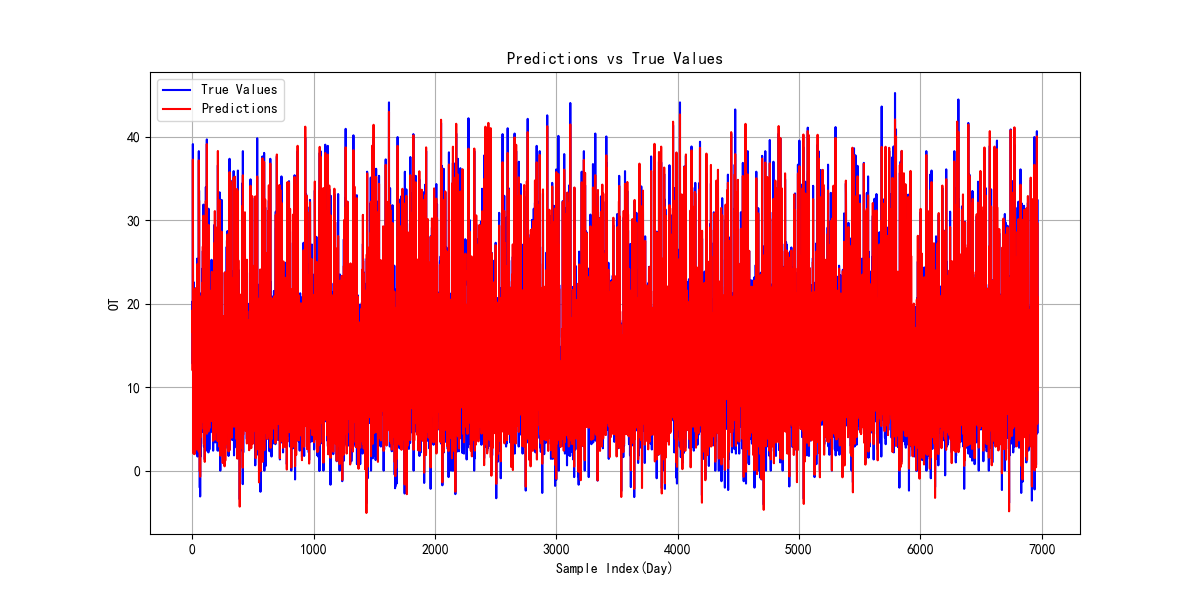 Predictions vs True Values
True Values
Predictions
40
30
20
10
0
OT
0 1000 2000 3000 4000 5000 6000 7000
Sample Index(Day)